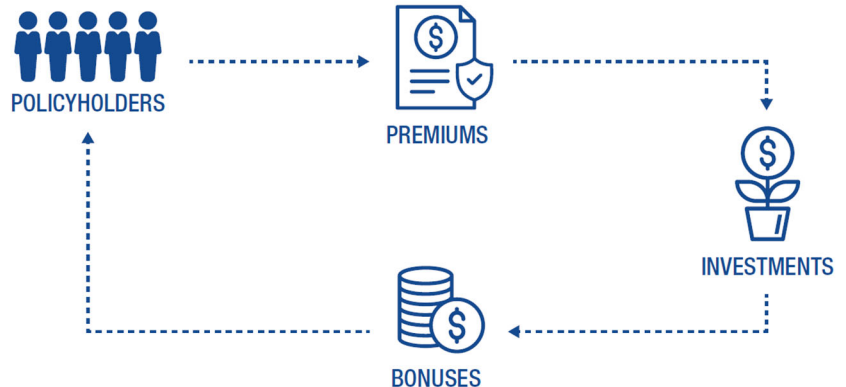 POLICYHOLDERS
$
PREMIUMS
$
INVESTMENTS
$
BONUSES